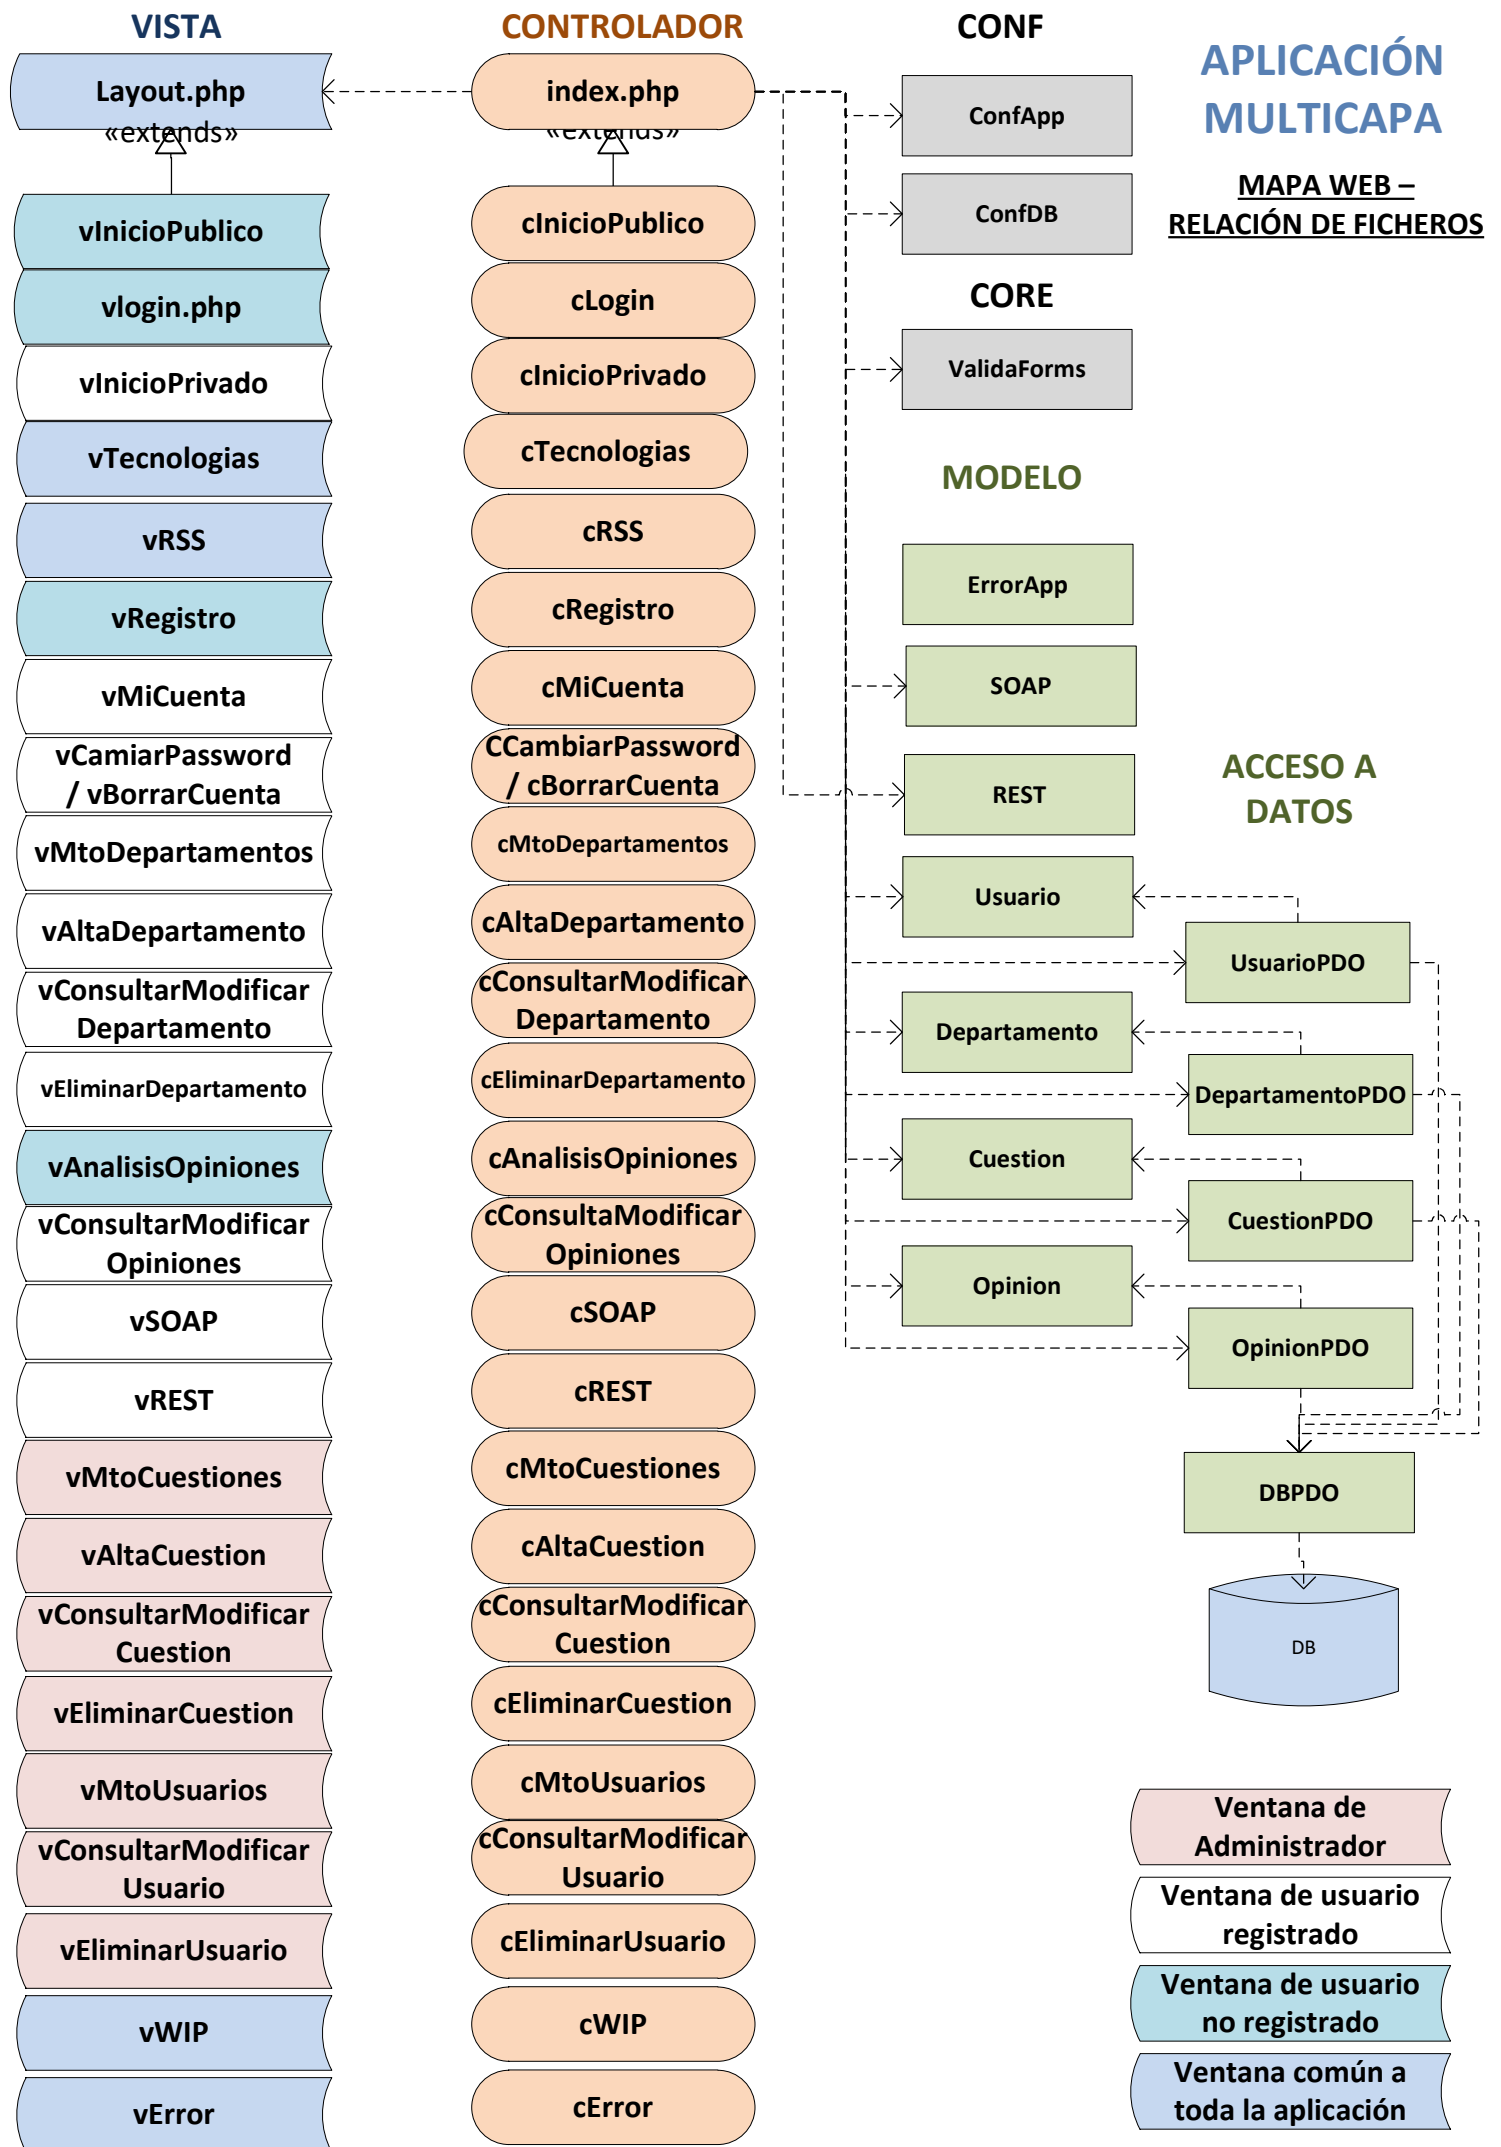 VISTA
Layout.php
«extends»
vInicioPublico
vlogin.php
vInicioPrivado
vTecnologias
vRSS
vRegistro
vMiCuenta
vCamiarPassword
/ vBorrarCuenta
vMtoDepartamentos
vAltaDepartamento
vConsultarModificar
Departamento
vEliminarDepartamento
vAnalisisOpiniones
vConsultarModificar
Opiniones
vSOAP
vREST
vMtoCuestiones
vAltaCuestion
vConsultarModificar
Cuestion
vEliminarCuestion
vMtoUsuarios
vConsultarModificar
Usuario
vEliminarUsuario
vWIP
vError
CONTROLADOR
index.php
«extends»
cInicioPublico
cLogin
cInicioPrivado
cTecnologias
cRSS
cRegistro
cMiCuenta
CCambiarPassword
/ cBorrarCuenta
cMtoDepartamentos
cAltaDepartamento
cConsultarModificar
Departamento
cEliminarDepartamento
cAnalisisOpiniones
cConsultaModificar
Opiniones
cSOAP
cREST
cMtoCuestiones
cAltaCuestion
cConsultarModificar
Cuestion
cEliminarCuestion
cMtoUsuarios
cConsultarModificar
Usuario
cEliminarUsuario
cWIP
cError
CONF
ConfApp
ConfDB
CORE
ValidaForms
MODELO
ErrorApp
SOAP
REST
Usuario
Departamento
Cuestion
Opinion
APLICACIÓN
MULTICAPA
MAPA WEB –
RELACIÓN DE FICHEROS
ACCESO A
DATOS
UsuarioPDO
DepartamentoPDO
CuestionPDO
OpinionPDO
DBPDO
DB
Ventana de
Administrador
Ventana de usuario
registrado
Ventana de usuario
no registrado
Ventana común a
toda la aplicación